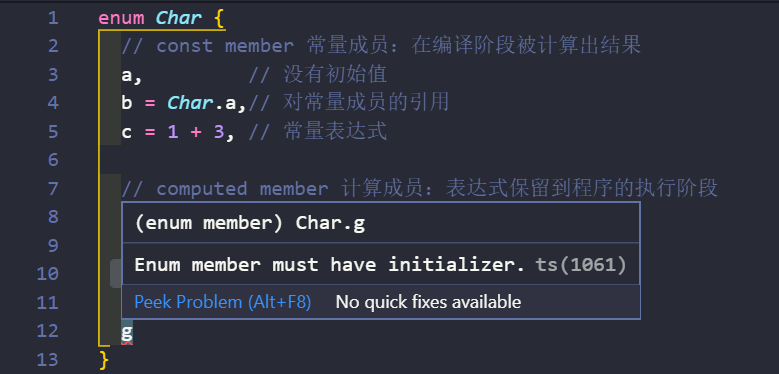 1 enum Char {
2 // const member 常量成员：在编译阶段被计算出结果
3 a, // 没有初始值
4 b = Char.a,// 对常量成员的引用
5 c = 1 + 3, // 常量表达式
6
7 // computed member 计算成员：表达式保留到程序的执行阶段
8 (enum member) Char.g
9
Enum member must have initializer. ts(1061)
10
11 Peek Problem (Alt+F8) No quick fixes available
12 g
13 }